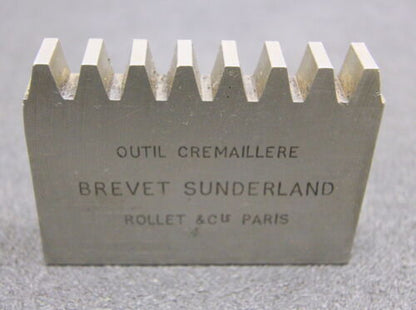 OUTIL CREMAILLERE
BREVET SUNDERLAND
ROLLET & Cie PARIS